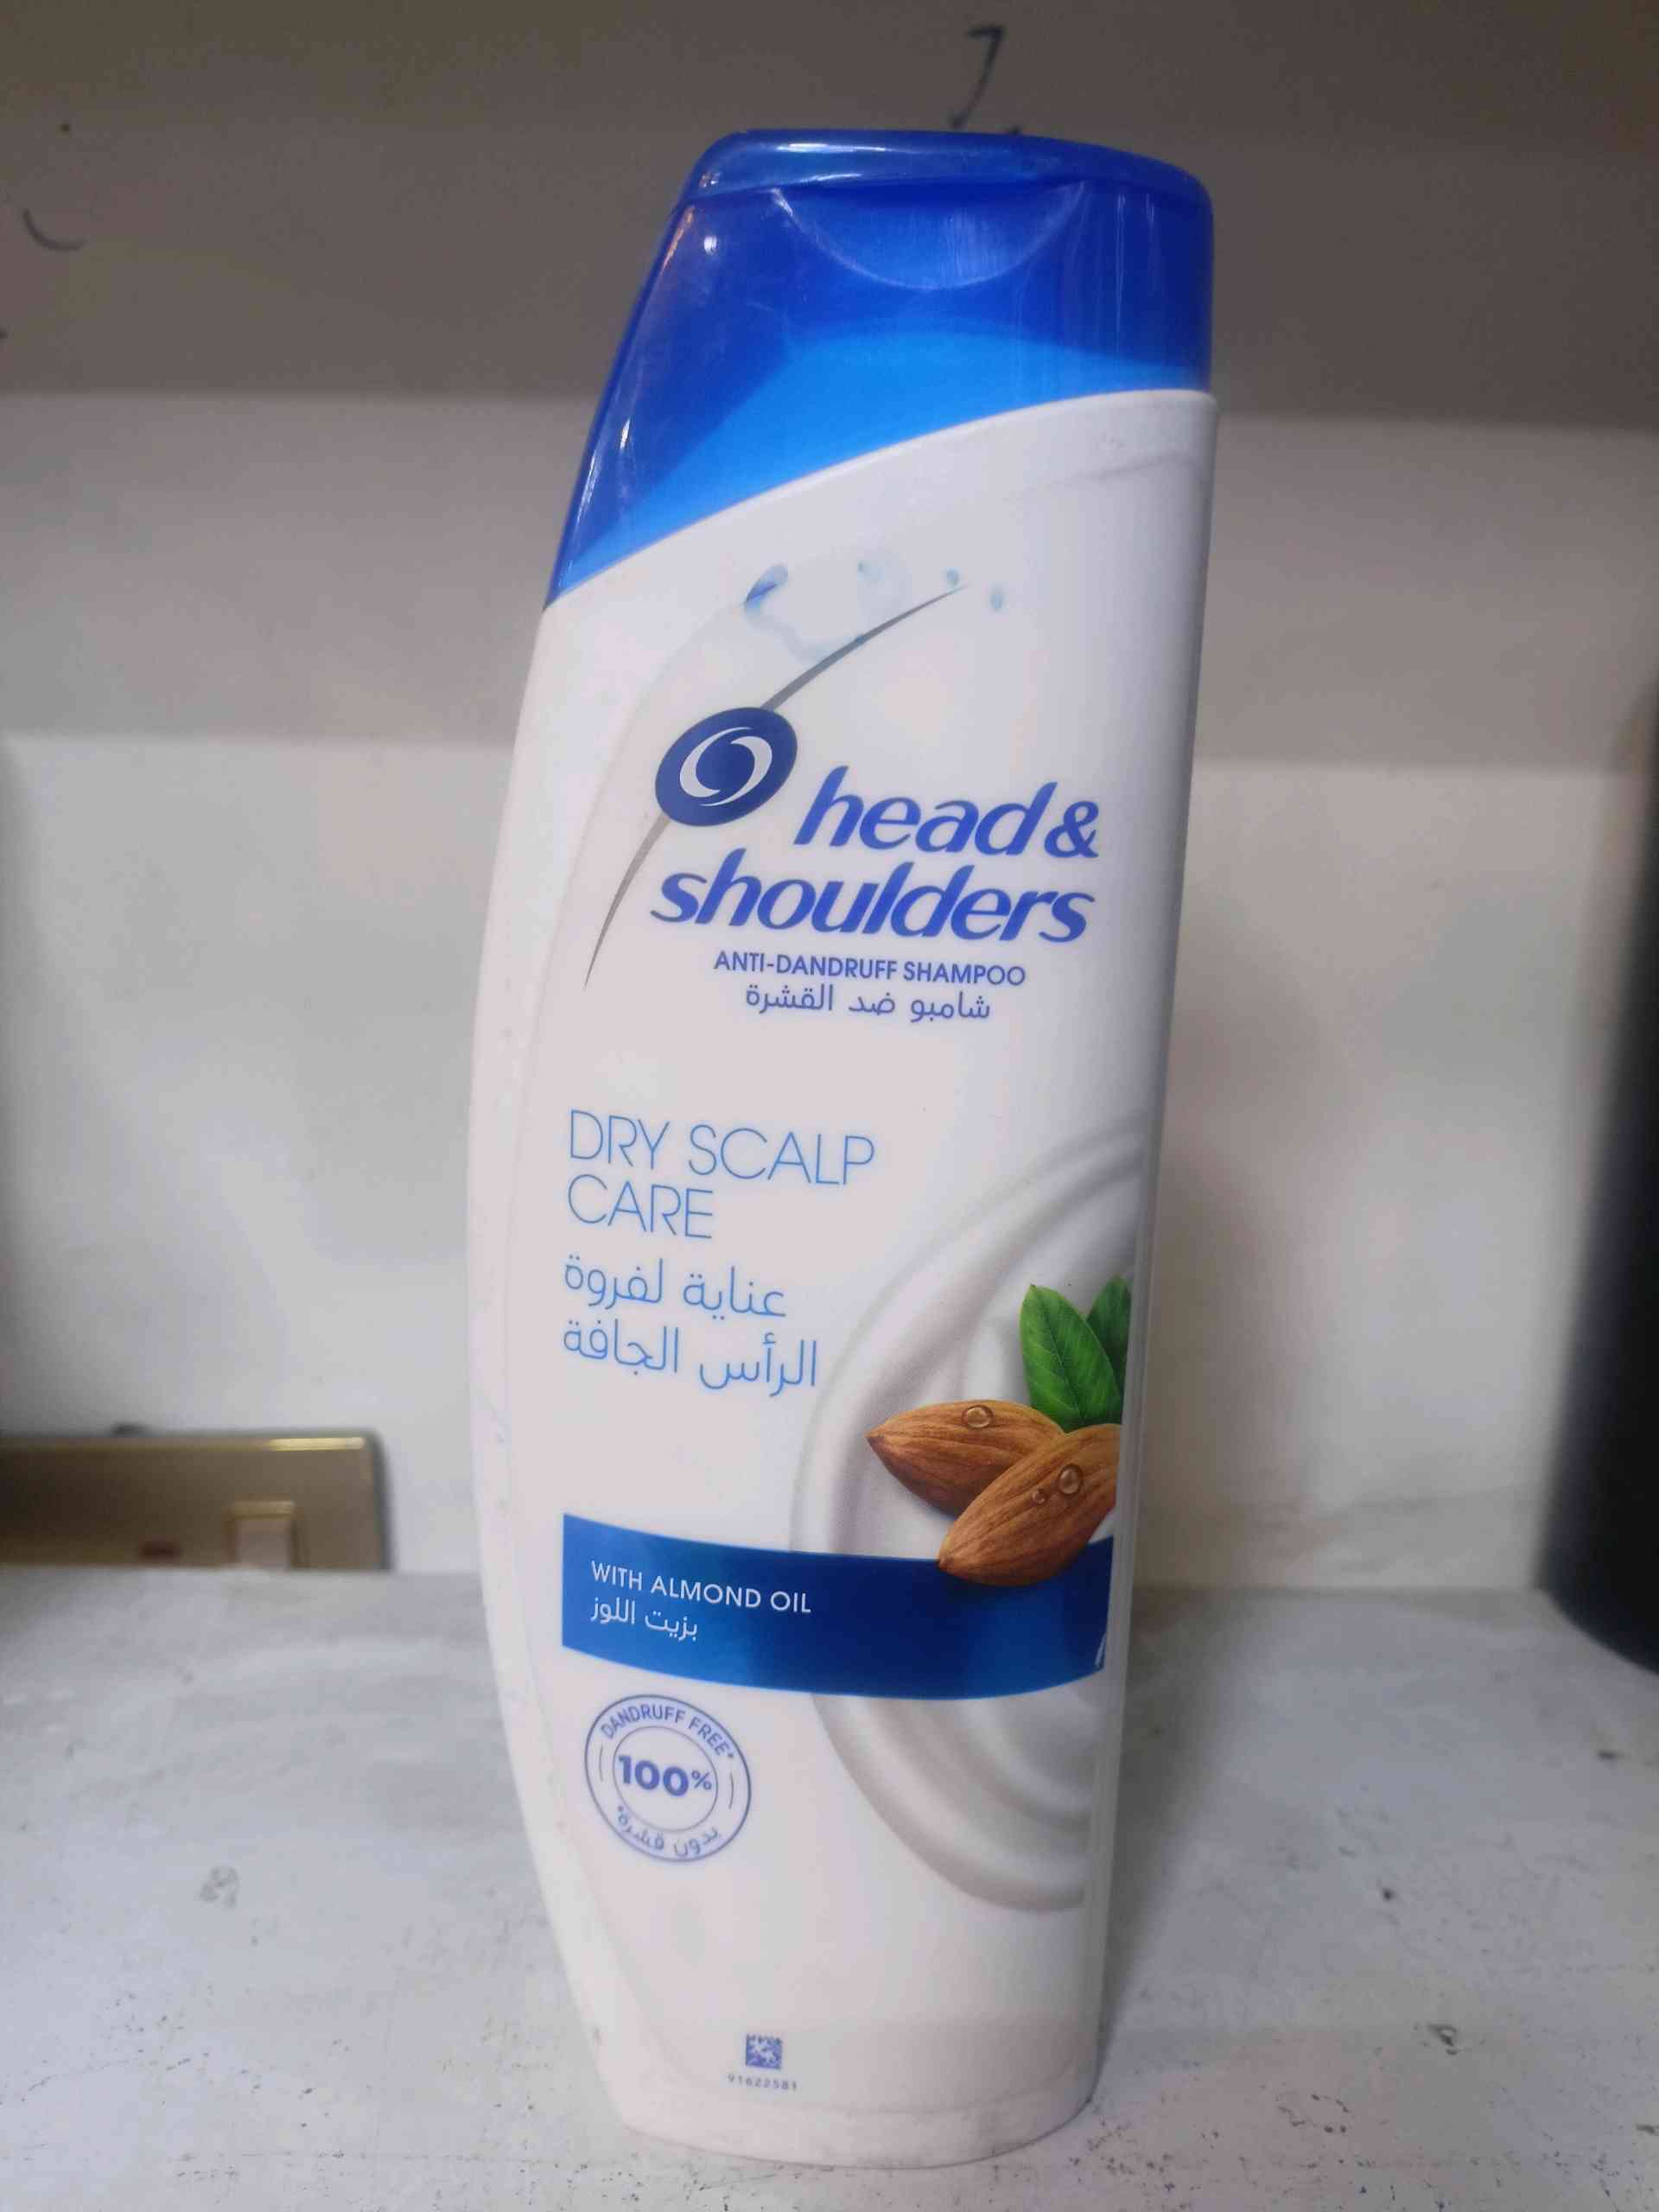 head &
shoulders
ANTI-DANDRUFF SHAMPOO
شامبو ضد القشرة
DRY SCALP
CARE
عناية لفروة
الرأس الجافة
WITH ALMOND OIL
بزيت اللوز
DANDRUFF FREE*
100%
بدون قشرة*
91622581